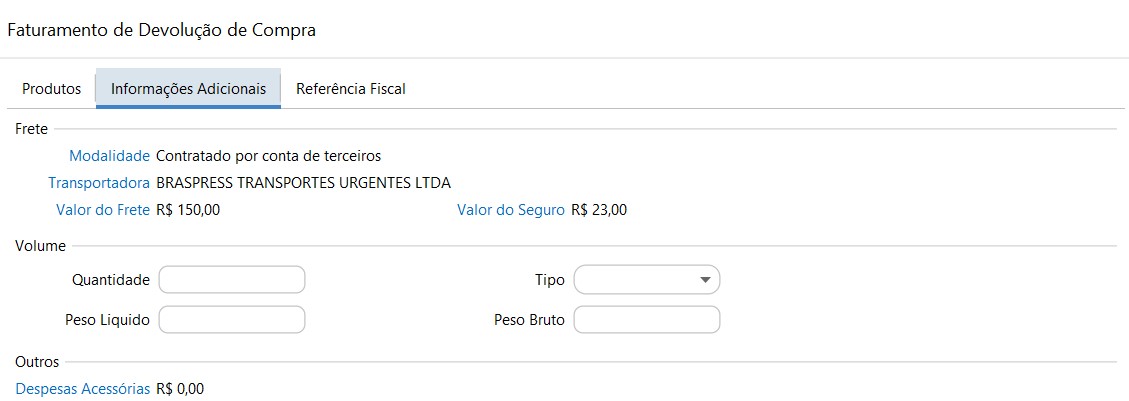 Faturamento de Devolução de Compra
Produtos Informações Adicionais Referência Fiscal
Frete
Modalidade Contratado por conta de terceiros
Transportadora BRASPRESS TRANSPORTES URGENTES LTDA
Valor do Frete R$ 150,00 Valor do Seguro R$ 23,00
Volume
Quantidade Tipo
Peso Liquido Peso Bruto
Outros
Despesas Acessórias R$ 0,00